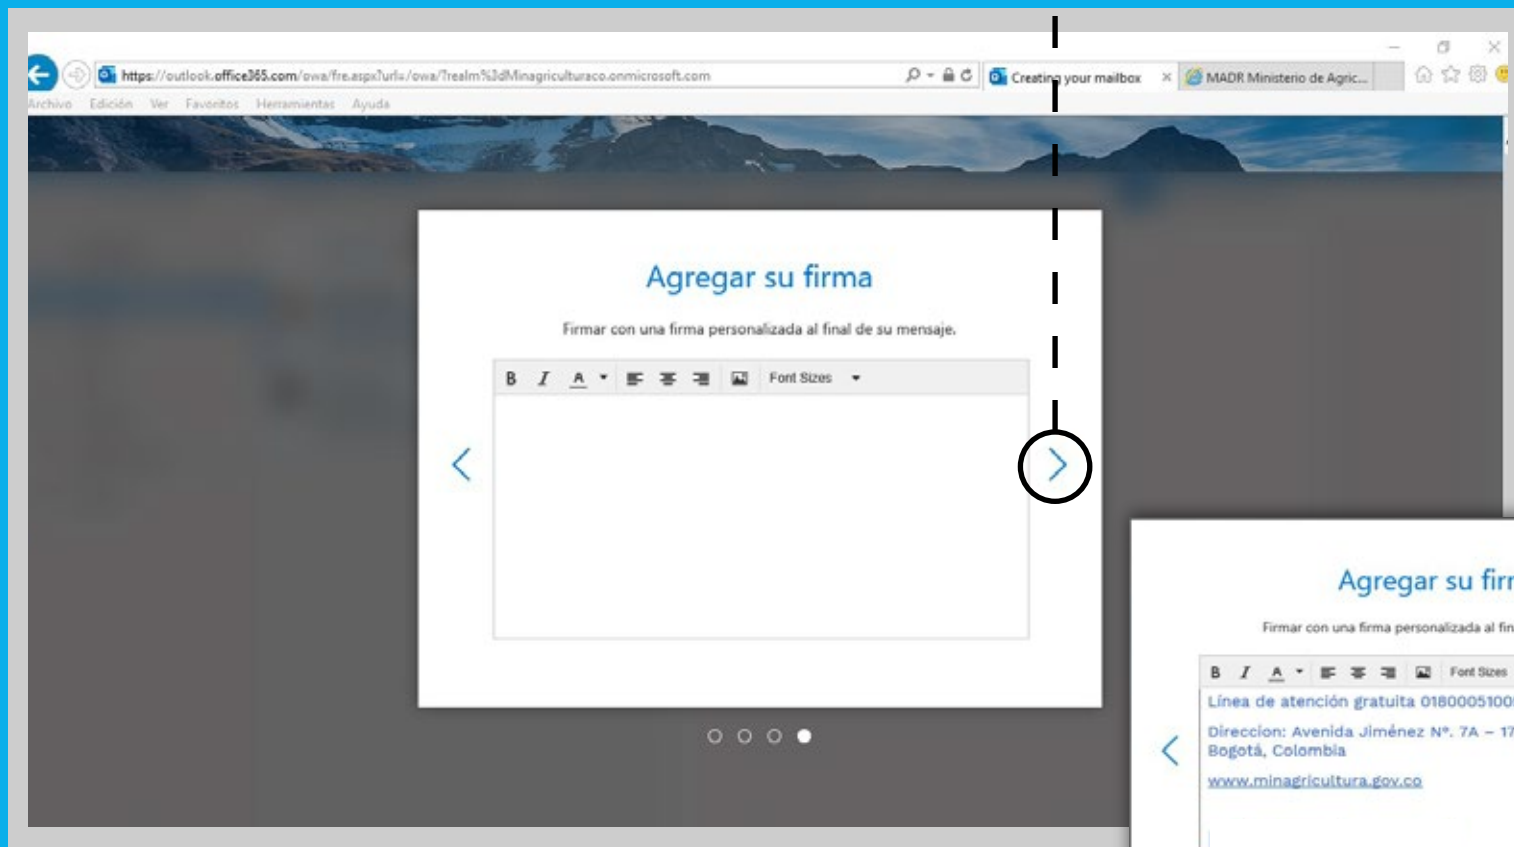 https://outlook.office365.com/owa/fre.aspx?url=/owa/?realm%3dMinagriculturaco.onmicrosoft.com
Creating your mailbox
MADR Ministerio de Agric...
Archivo Edición Ver Favoritos Herramientas Ayuda
Agregar su firma
Firmar con una firma personalizada al final de su mensaje.
B I A Font Sizes
Agregar su firm
Firmar con una firma personalizada al fin
B I A Font Sizes
Línea de atención gratuita 018000510050
Direccion: Avenida Jiménez N°. 7A – 17
Bogotá, Colombia
www.minagricultura.gov.co